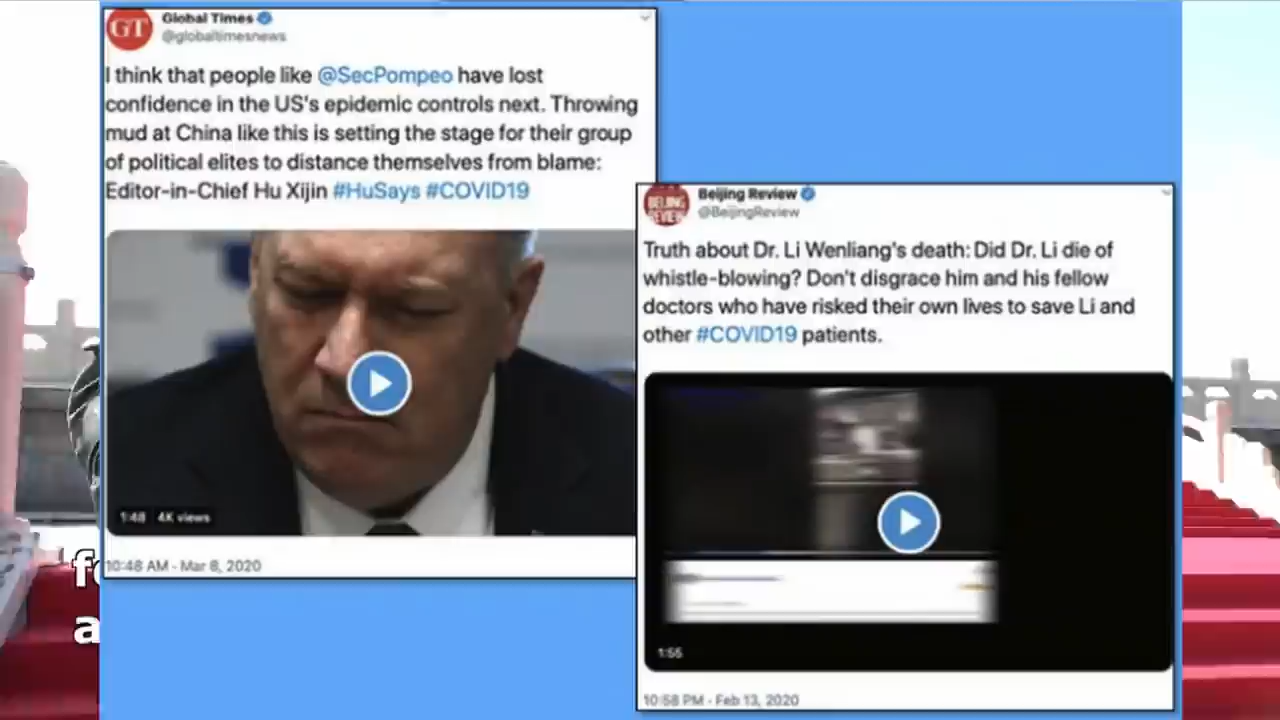 GT
Global Times
@globaltimesnews
I think that people like @SecPompeo have lost
confidence in the US's epidemic controls next. Throwing
mud at China like this is setting the stage for their group
of political elites to distance themselves from blame:
Editor-in-Chief Hu Xijin #HuSays #COVID19
1:48 4K views
10:48 AM - Mar 8, 2020
BEIJING
REVIEW
Beijing Review
@BeijingReview
Truth about Dr. Li Wenliang's death: Did Dr. Li die of
whistle-blowing? Don't disgrace him and his fellow
doctors who have risked their own lives to save Li and
other #COVID19 patients.
1:55
10:58 PM - Feb 13, 2020